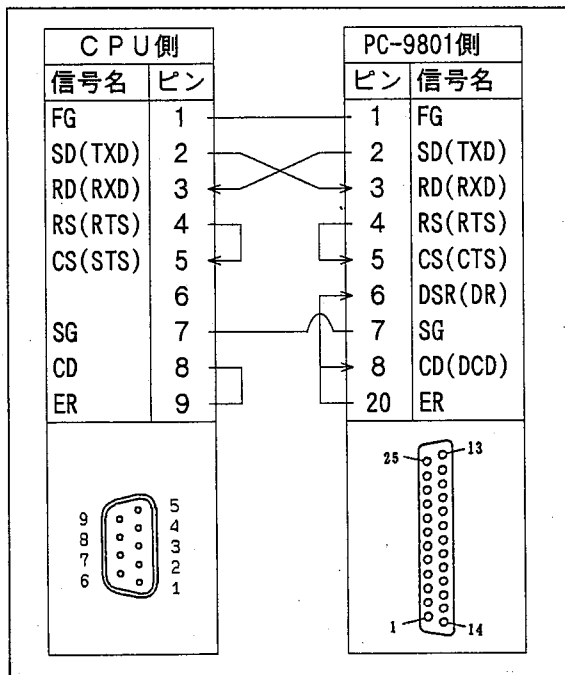 CPU側 PC-9801側
信号名 ピン ピン 信号名
FG 1 1 FG
SD(TXD) 2 2 SD(TXD)
RD(RXD) 3 3 RD(RXD)
RS(RTS) 4 4 RS(RTS)
CS(STS) 5 5 CS(CTS)
6 6 DSR(DR)
SG 7 7 SG
CD 8 8 CD(DCD)
ER 9 20 ER
9
8
7
6
5
4
3
2
1
25 13
1 14